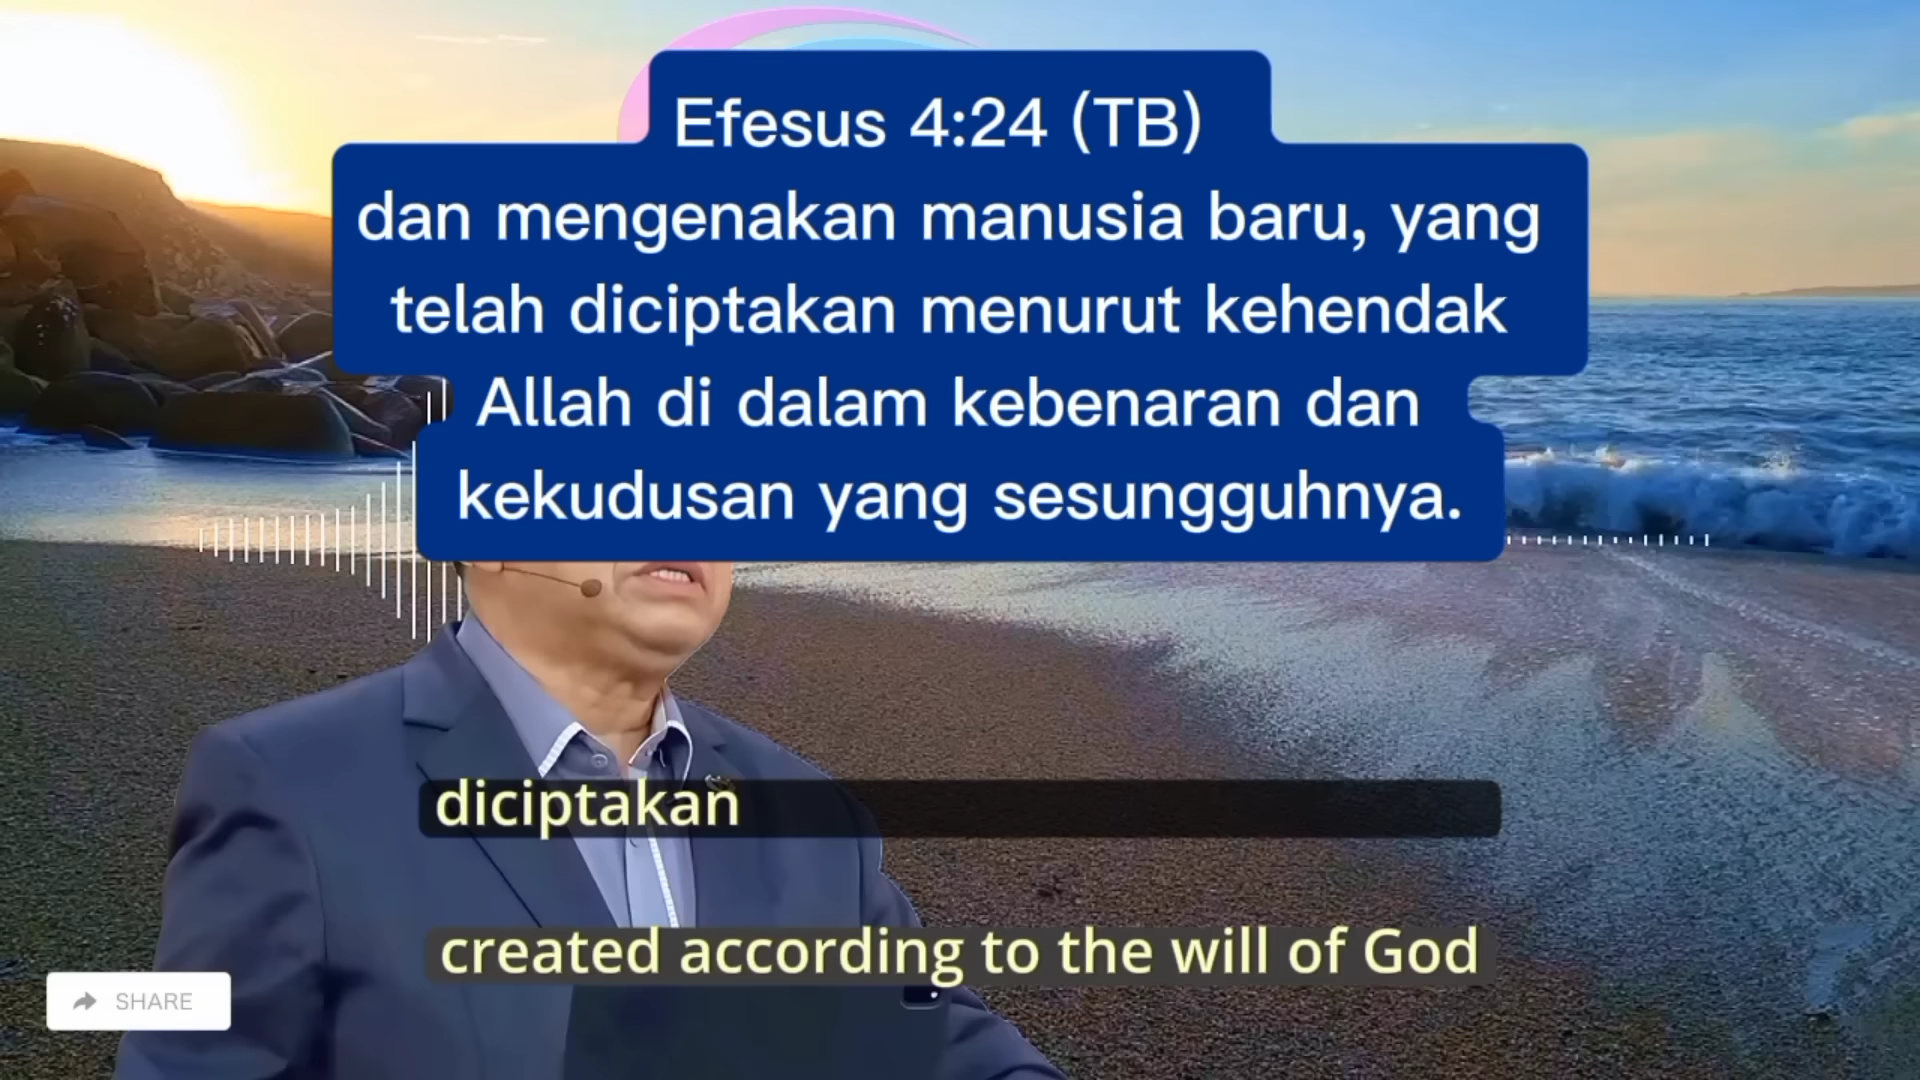 Efesus 4:24 (TB)
dan mengenakan manusia baru, yang
telah diciptakan menurut kehendak
Allah di dalam kebenaran dan
kekudusan yang sesungguhnya.
diciptakan
created according to the will of God
SHARE